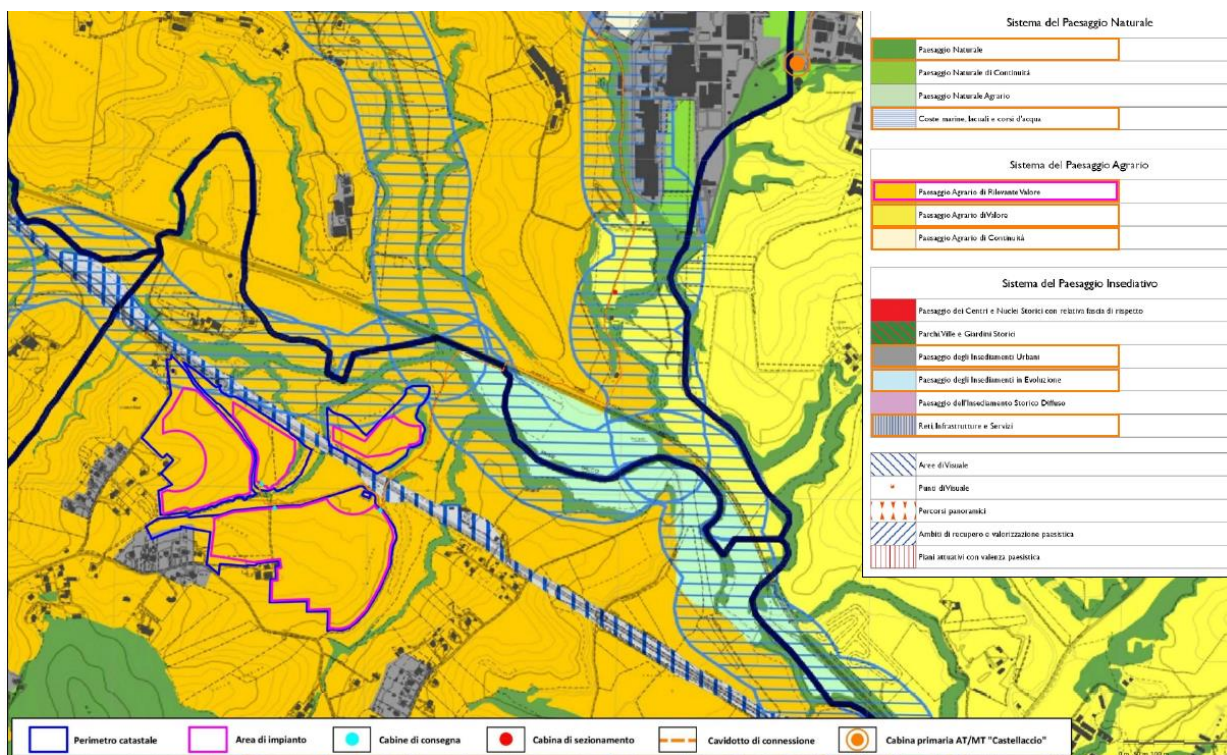 Sistema del Paesaggio Naturale
Paesaggio Naturale
Paesaggio Naturale di Continuità
Paesaggio Naturale Agrario
Coste marine, lacuali e corsi d'acqua
Sistema del Paesaggio Agrario
Paesaggio Agrario di Rilevante Valore
Paesaggio Agrario di Valore
Paesaggio Agrario di Continuità
Sistema del Paesaggio Insediativo
Paesaggio dei Centri e Nuclei Storici con relativa fascia di rispetto
Parchi, Ville e Giardini Storici
Paesaggio degli Insediamenti Urbani
Paesaggio degli Insediamenti in Evoluzione
Paesaggio dell'Insediamento Storico Diffuso
Reti, Infrastrutture e Servizi
Aree di Visuale
Punti di Visuale
Percorsi panoramici
Ambiti di recupero e valorizzazione paesistica
Piani attuativi con valenza paesistica
Perimetro catastale
Area di impianto
Cabine di consegna
Cabina di sezionamento
Cavidotto di connessione
Cabina primaria AT/MT "Castellaccio"